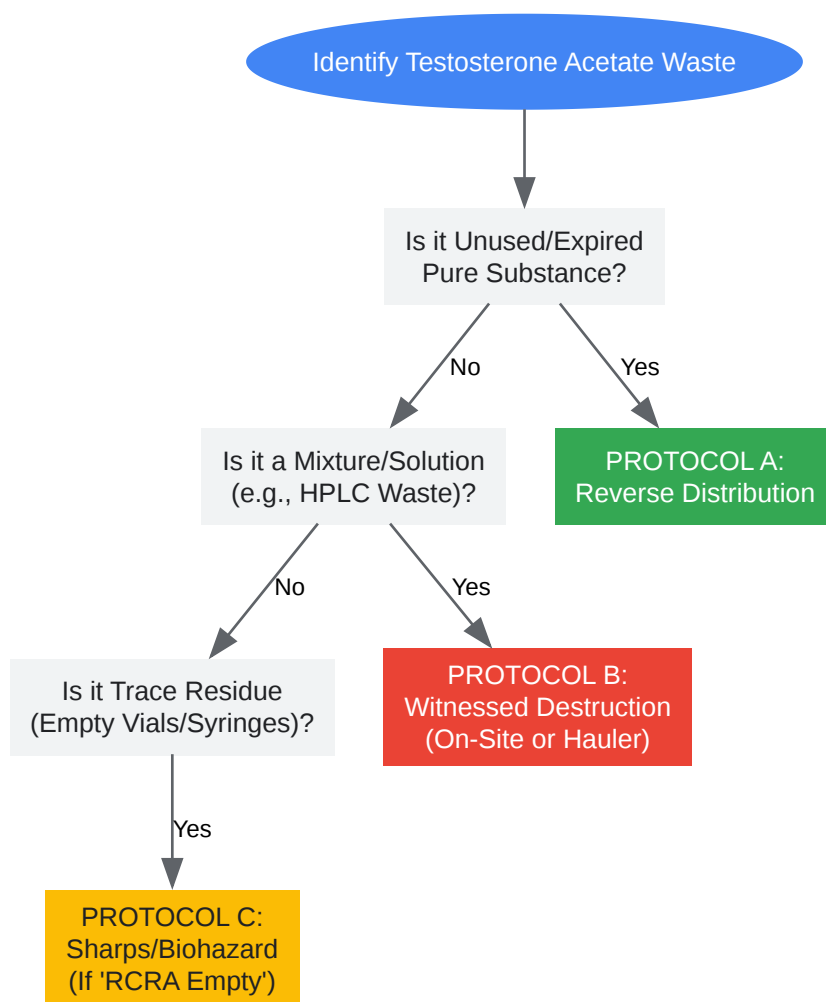 Identify Testosterone Acetate Waste
Is it Unused/Expired
Pure Substance?
No
Yes
Is it a Mixture/Solution
(e.g., HPLC Waste)?
PROTOCOL A:
Reverse Distribution
No
Yes
Is it Trace Residue
(Empty Vials/Syringes)?
PROTOCOL B:
Witnessed Destruction
(On-Site or Hauler)
Yes
PROTOCOL C:
Sharps/Biohazard
(If 'RCRA Empty')